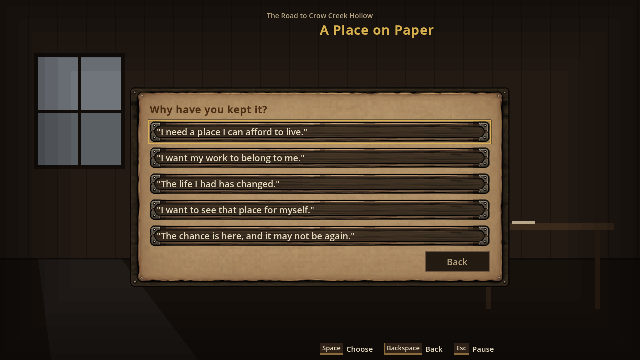 The Road to Crow Creek Hollow
A Place on Paper
Why have you kept it?
"I need a place I can afford to live."
"I want my work to belong to me."
"The life I had has changed."
"I want to see that place for myself."
"The chance is here, and it may not be again."
Back
Space Choose Backspace Back Esc Pause